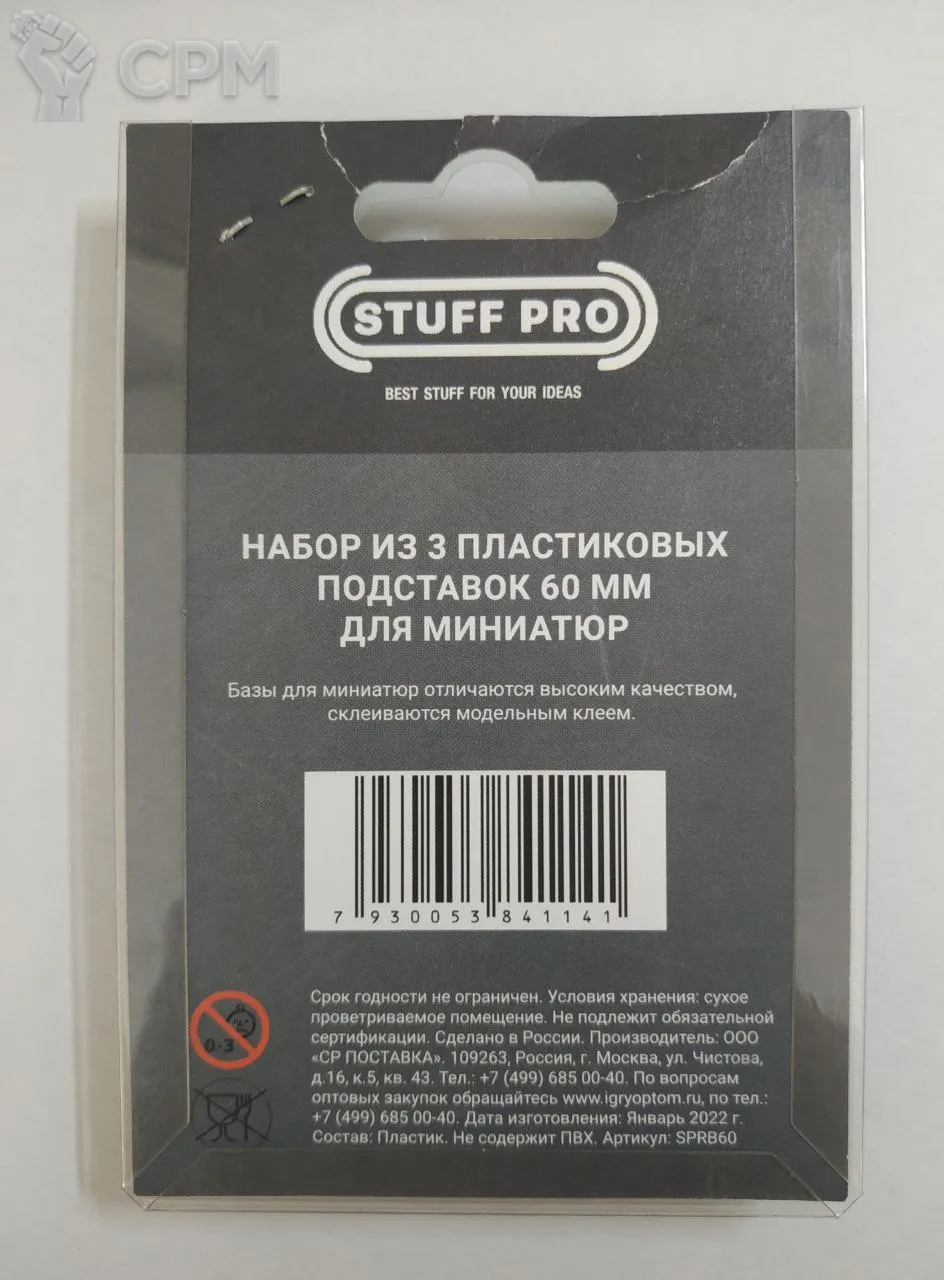 СРМ
STUFF PRO
BEST STUFF FOR YOUR IDEAS
НАБОР ИЗ 3 ПЛАСТИКОВЫХ
ПОДСТАВОК 60 ММ
ДЛЯ МИНИАТЮР
Базы для миниатюр отличаются высоким качеством,
склеиваются модельным клеем.
7 930053 841141
0-3
Срок годности не ограничен. Условия хранения: сухое
проветриваемое помещение. Не подлежит обязательной
сертификации. Сделано в России. Производитель: ООО
«СР ПОСТАВКА». 109263, Россия, г. Москва, ул. Чистова,
д.16, к.5, кв. 43. Тел.: +7 (499) 685 00-40. По вопросам
оптовых закупок обращайтесь www.igryoptom.ru, по тел.:
+7 (499) 685 00-40. Дата изготовления: Январь 2022 г.
Состав: Пластик. Не содержит ПВХ. Артикул: SPRB60